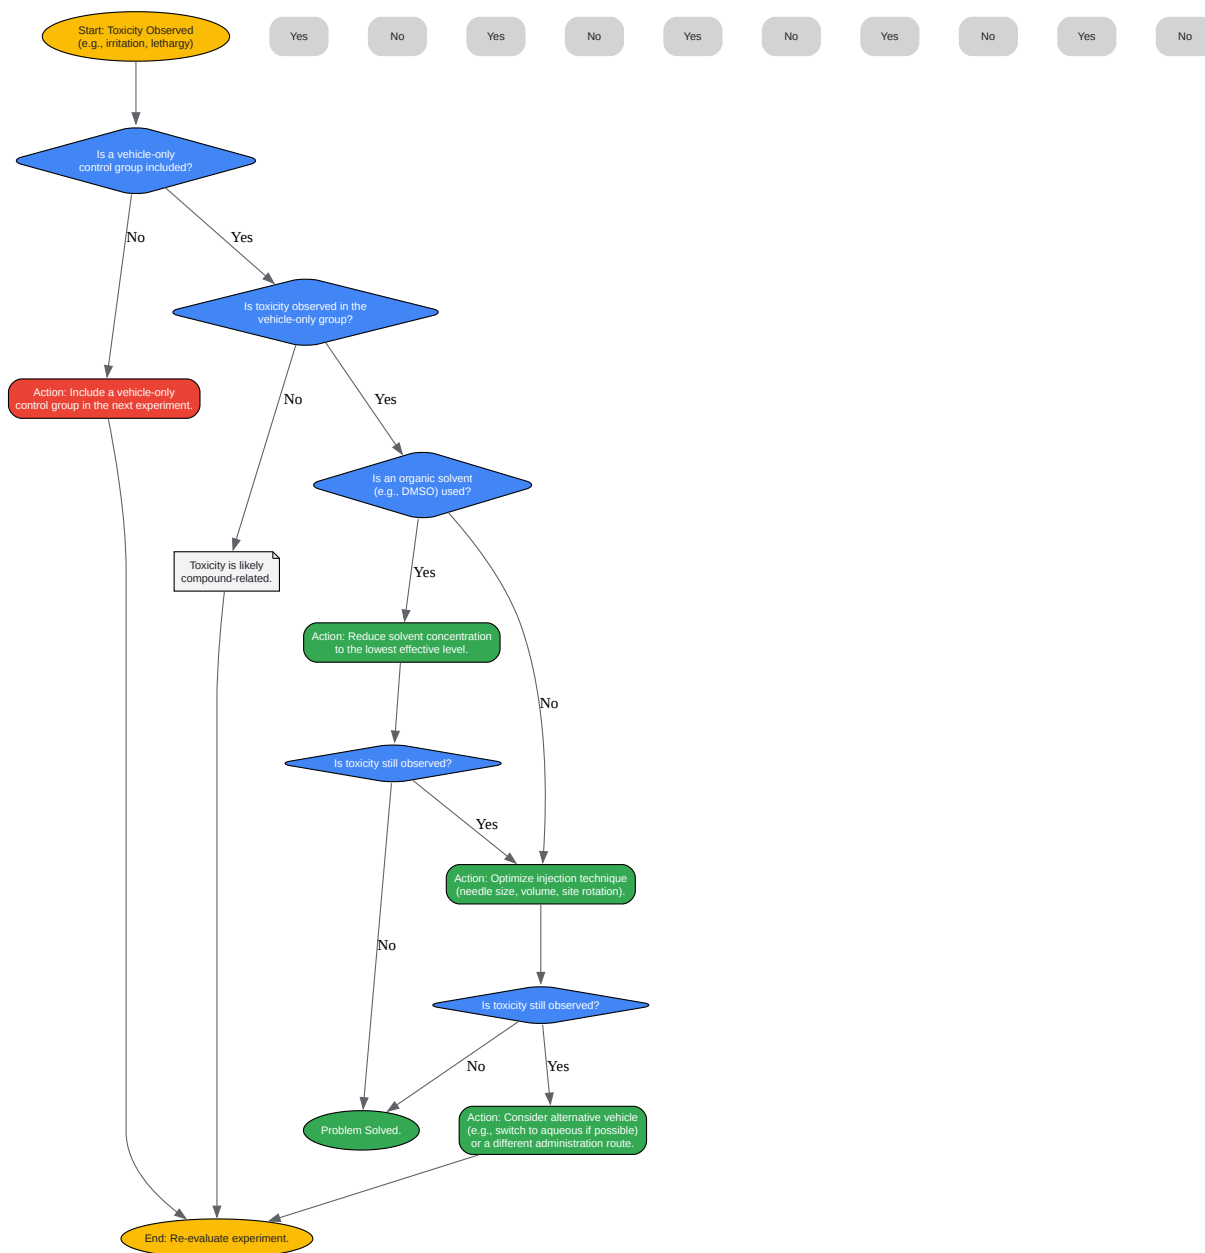 Start: Toxicity Observed
(e.g., irritation, lethargy)
Yes
No
Yes
No
Yes
No
Yes
No
Yes
No
Is a vehicle-only
control group included?
No
Yes
Is toxicity observed in the
vehicle-only group?
Action: Include a vehicle-only
control group in the next experiment.
No
Yes
Is an organic solvent
(e.g., DMSO) used?
Toxicity is likely
compound-related.
Yes
Action: Reduce solvent concentration
to the lowest effective level.
No
Is toxicity still observed?
Yes
Action: Optimize injection technique
(needle size, volume, site rotation).
No
Is toxicity still observed?
No
Yes
Problem Solved.
Action: Consider alternative vehicle
(e.g., switch to aqueous if possible)
or a different administration route.
End: Re-evaluate experiment.